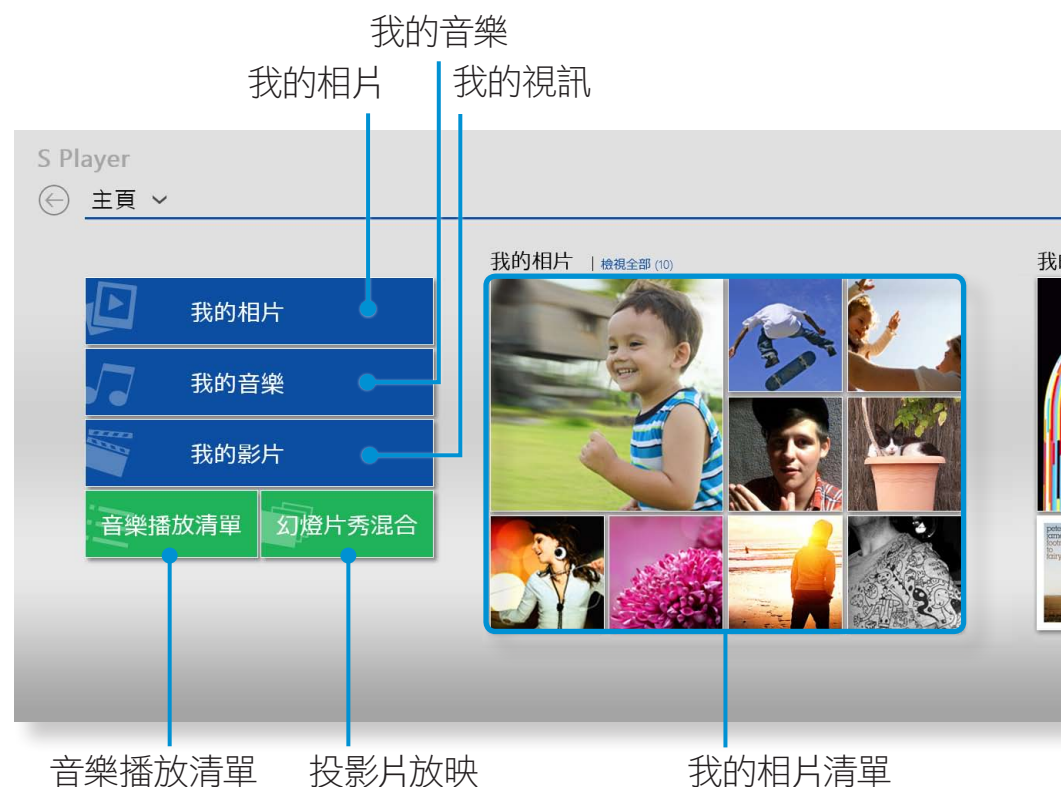 我的音樂
我的相片
我的視訊
S Player
主頁
我的相片 | 檢視全部 (10)
我的相片
我的音樂
我的影片
音樂播放清單
幻燈片秀混合
音樂播放清單
投影片放映
我的相片清單